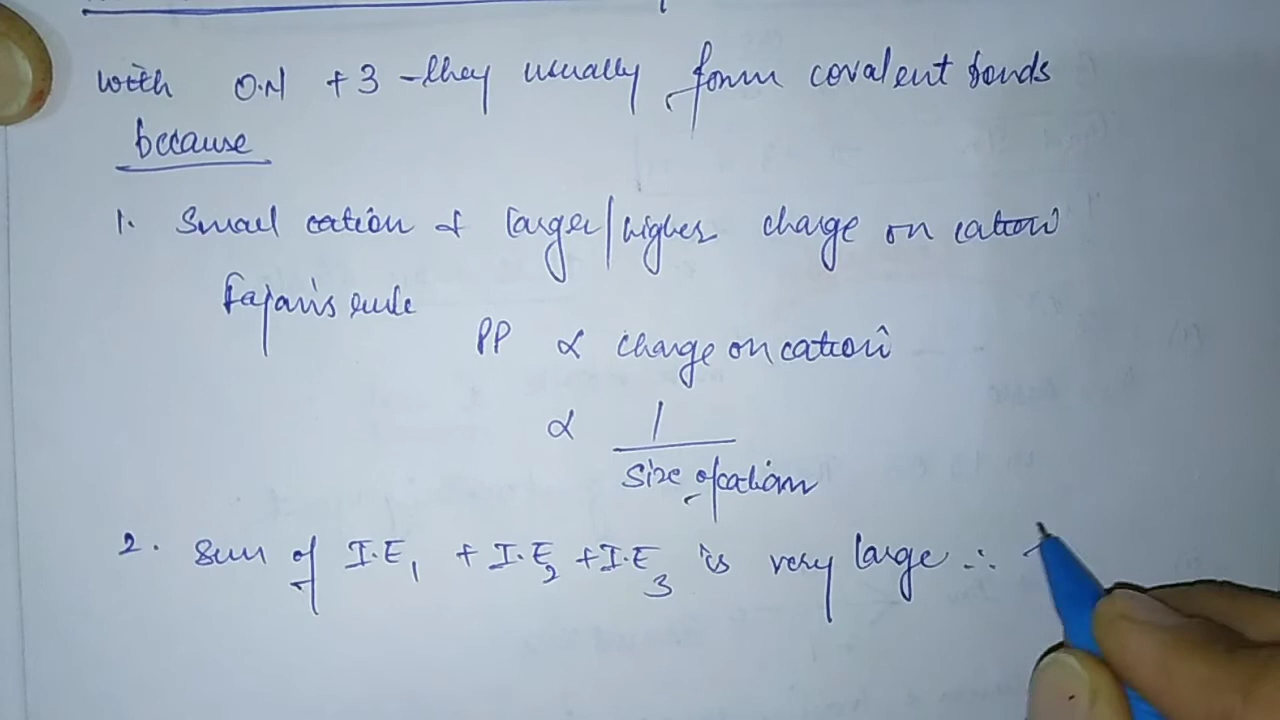 with O.N +3 they usually form covalent bonds
because
1. Small cation & larger/higher charge on cation
Fajan's rule
PP ∝ charge on cation
∝ 1
size of cation
2. Sum of I.E1 + I.E2 + I.E3 is very large ∴